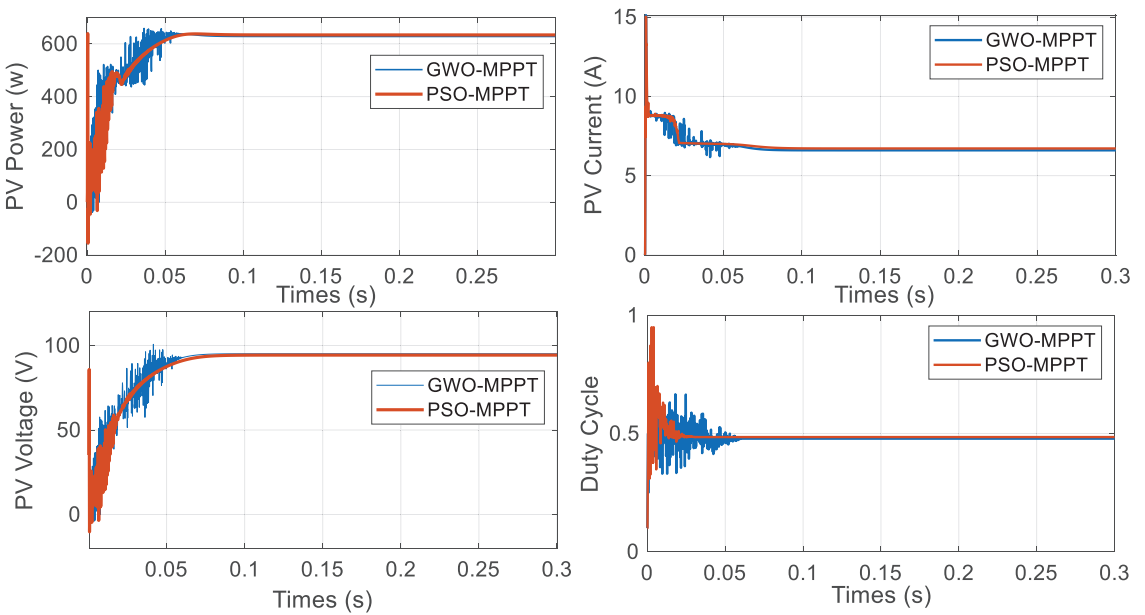 PV Power (w)
600
400
200
0
-200
0
0.05
0.1
0.15
0.2
0.25
Times (s)
GWO-MPPT
PSO-MPPT
PV Current (A)
15
10
5
0
0
0.05
0.1
0.15
0.2
0.25
0.3
Times (s)
GWO-MPPT
PSO-MPPT
PV Voltage (V)
100
50
0
0.05
0.1
0.15
0.2
0.25
0.3
Times (s)
GWO-MPPT
PSO-MPPT
Duty Cycle
1
0.5
0
0
0.05
0.1
0.15
0.2
0.25
0.3
Times (s)
GWO-MPPT
PSO-MPPT